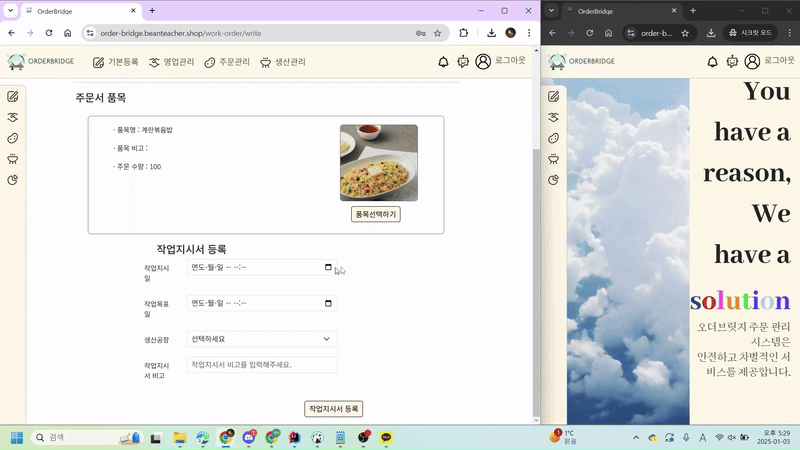 OrderBridge
order-bridge.beanteacher.shop/work-order/write
ORDERBRIDGE
기본등록
영업관리
주문관리
생산관리
로그아웃
주문서 품목
· 품목명 : 계란볶음밥
· 품목 비고 :
· 주문 수량 : 100
품목선택하기
작업지시서 등록
작업지시
일
연도-월-일 -- --:--
작업목표
일
연도-월-일 -- --:--
생산공장
선택하세요
작업지시
서 비고
작업지시서 비고를 입력해주세요.
작업지시서 등록
OrderBridge
order-b...
시크릿 모드
ORDERBRIDGE
로그아웃
You
have a
reason,
We
have a
solution
오더브릿지 주문 관리
시스템은
안전하고 차별적인 서
비스를 제공합니다.
검색
1°C
맑음
A
오후 5:29
2025-01-03